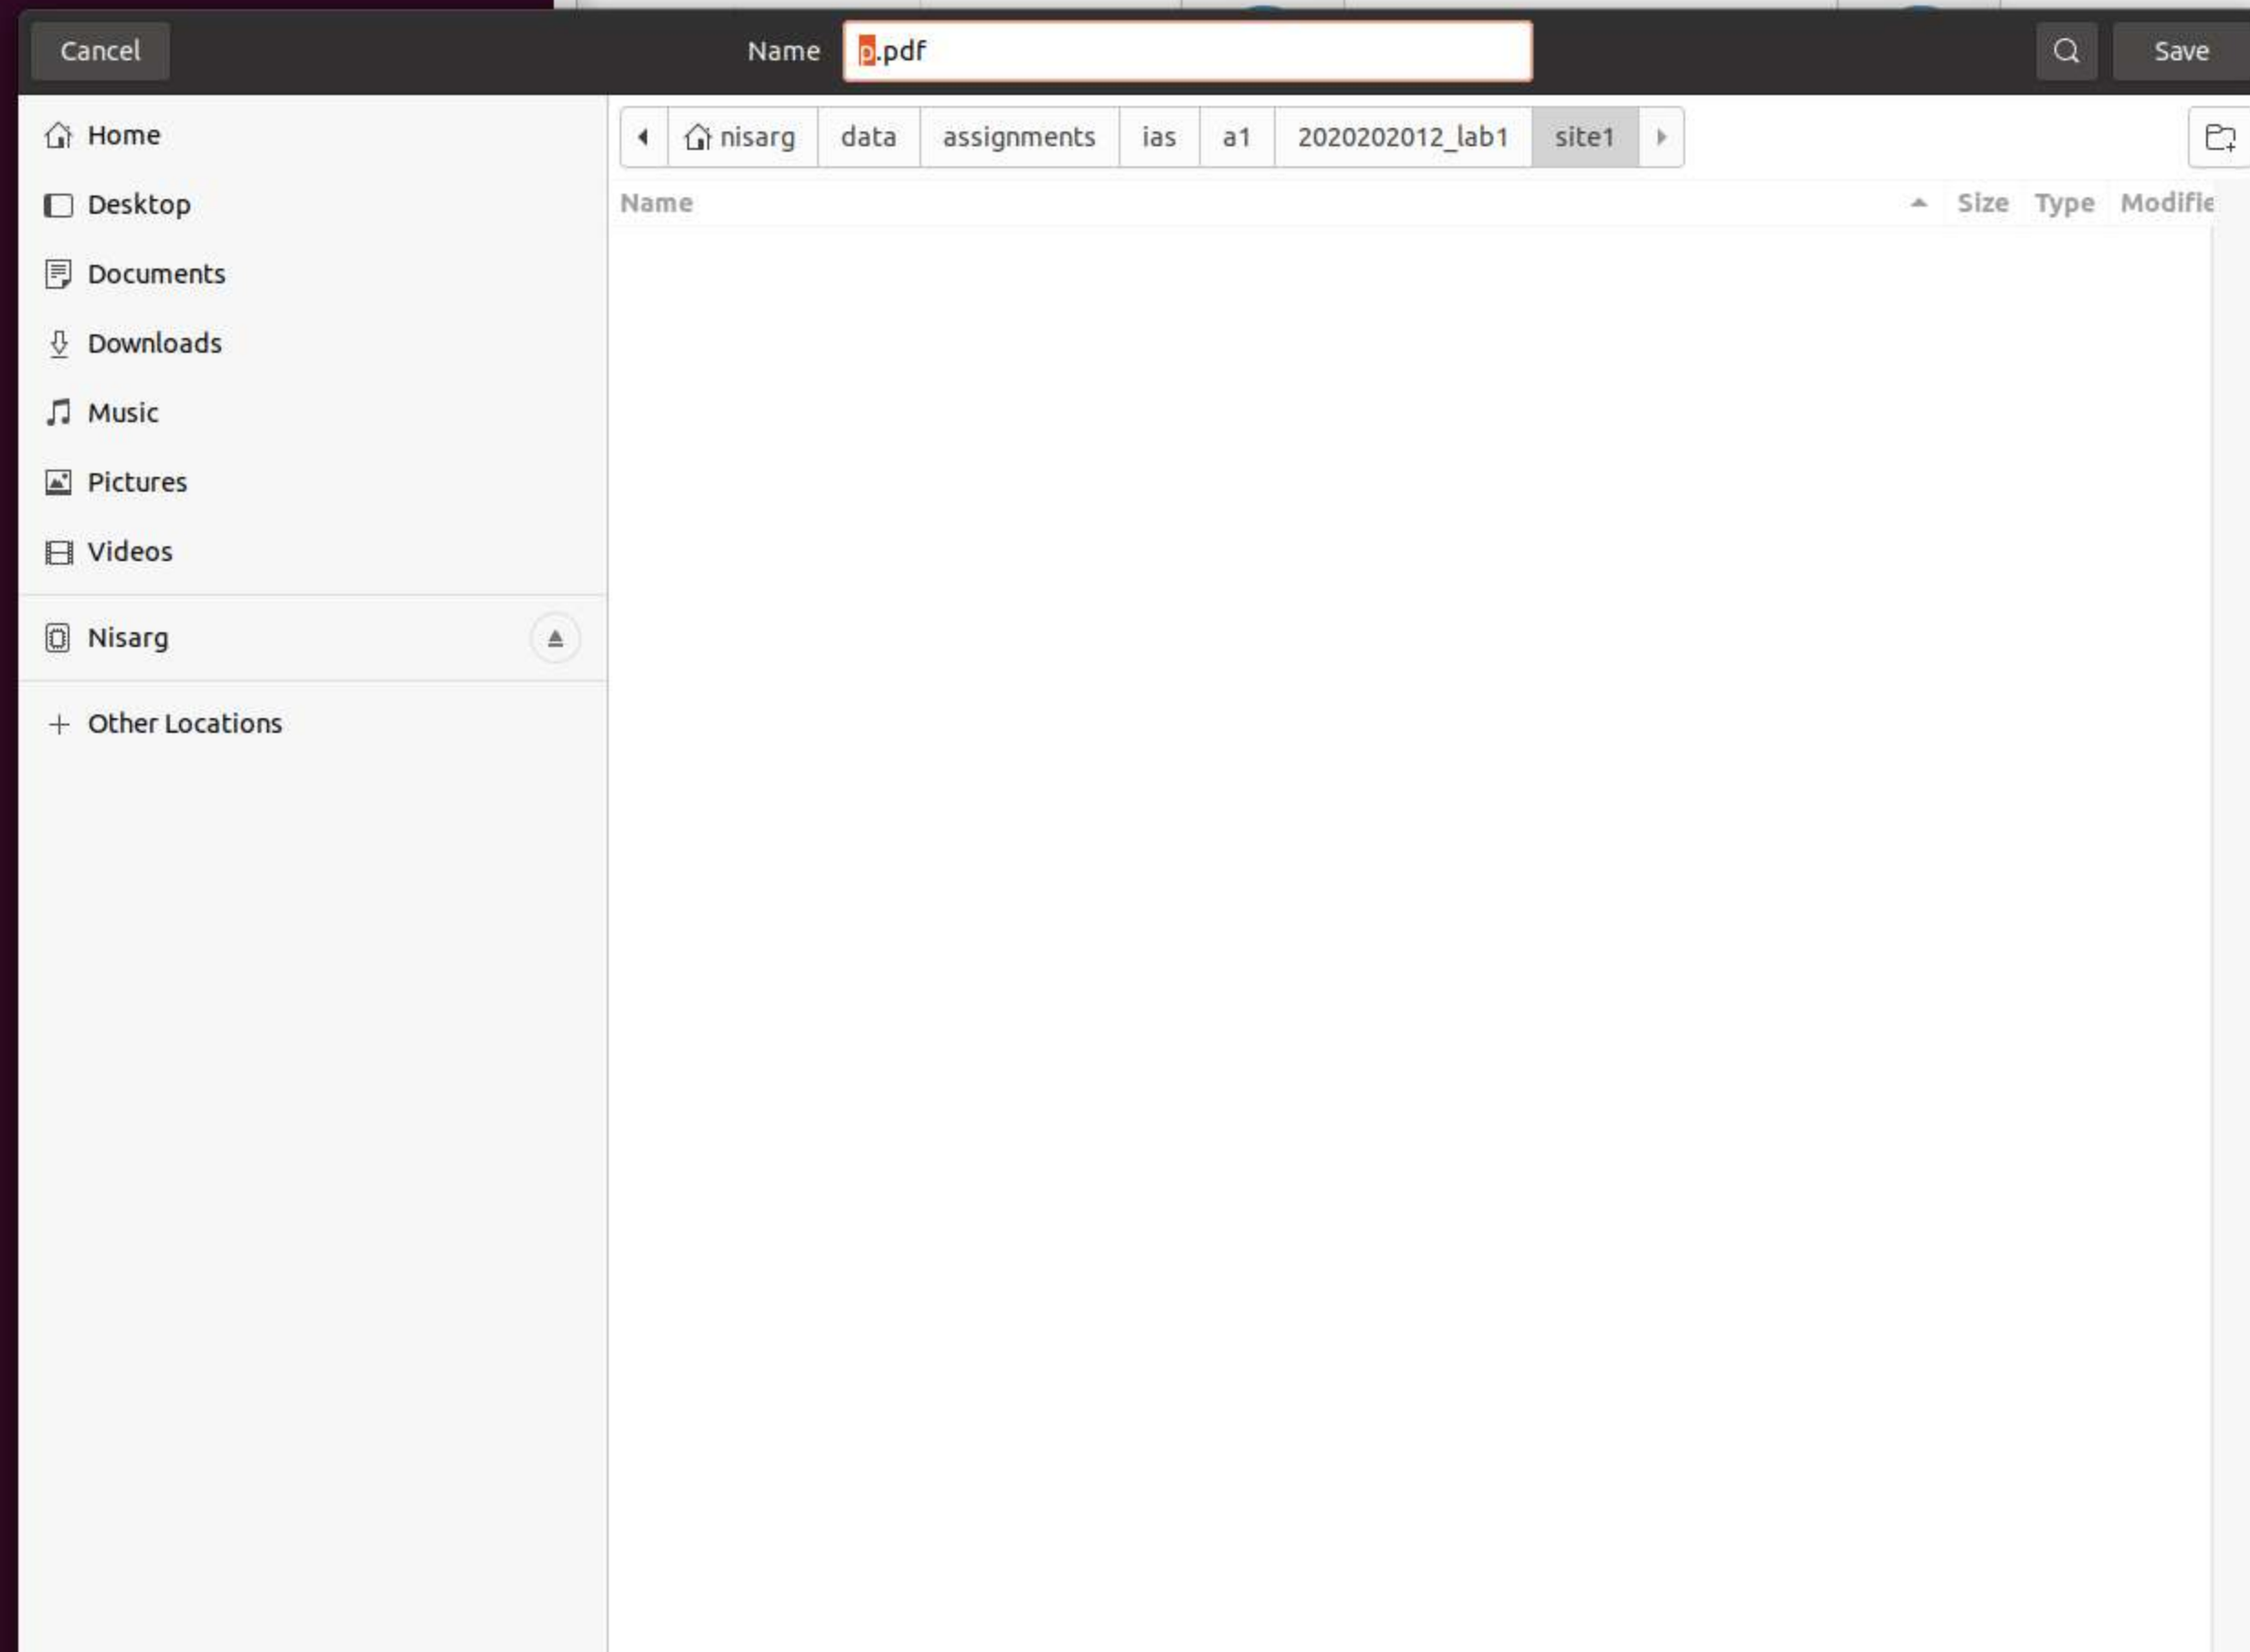 Cancel Name p.pdf Save
Home
Desktop
Documents
Downloads
Music
Pictures
Videos
Nisarg
Other Locations
nisarg data assignments ias a1 2020202012_lab1 site1
Name Size Type Modifie